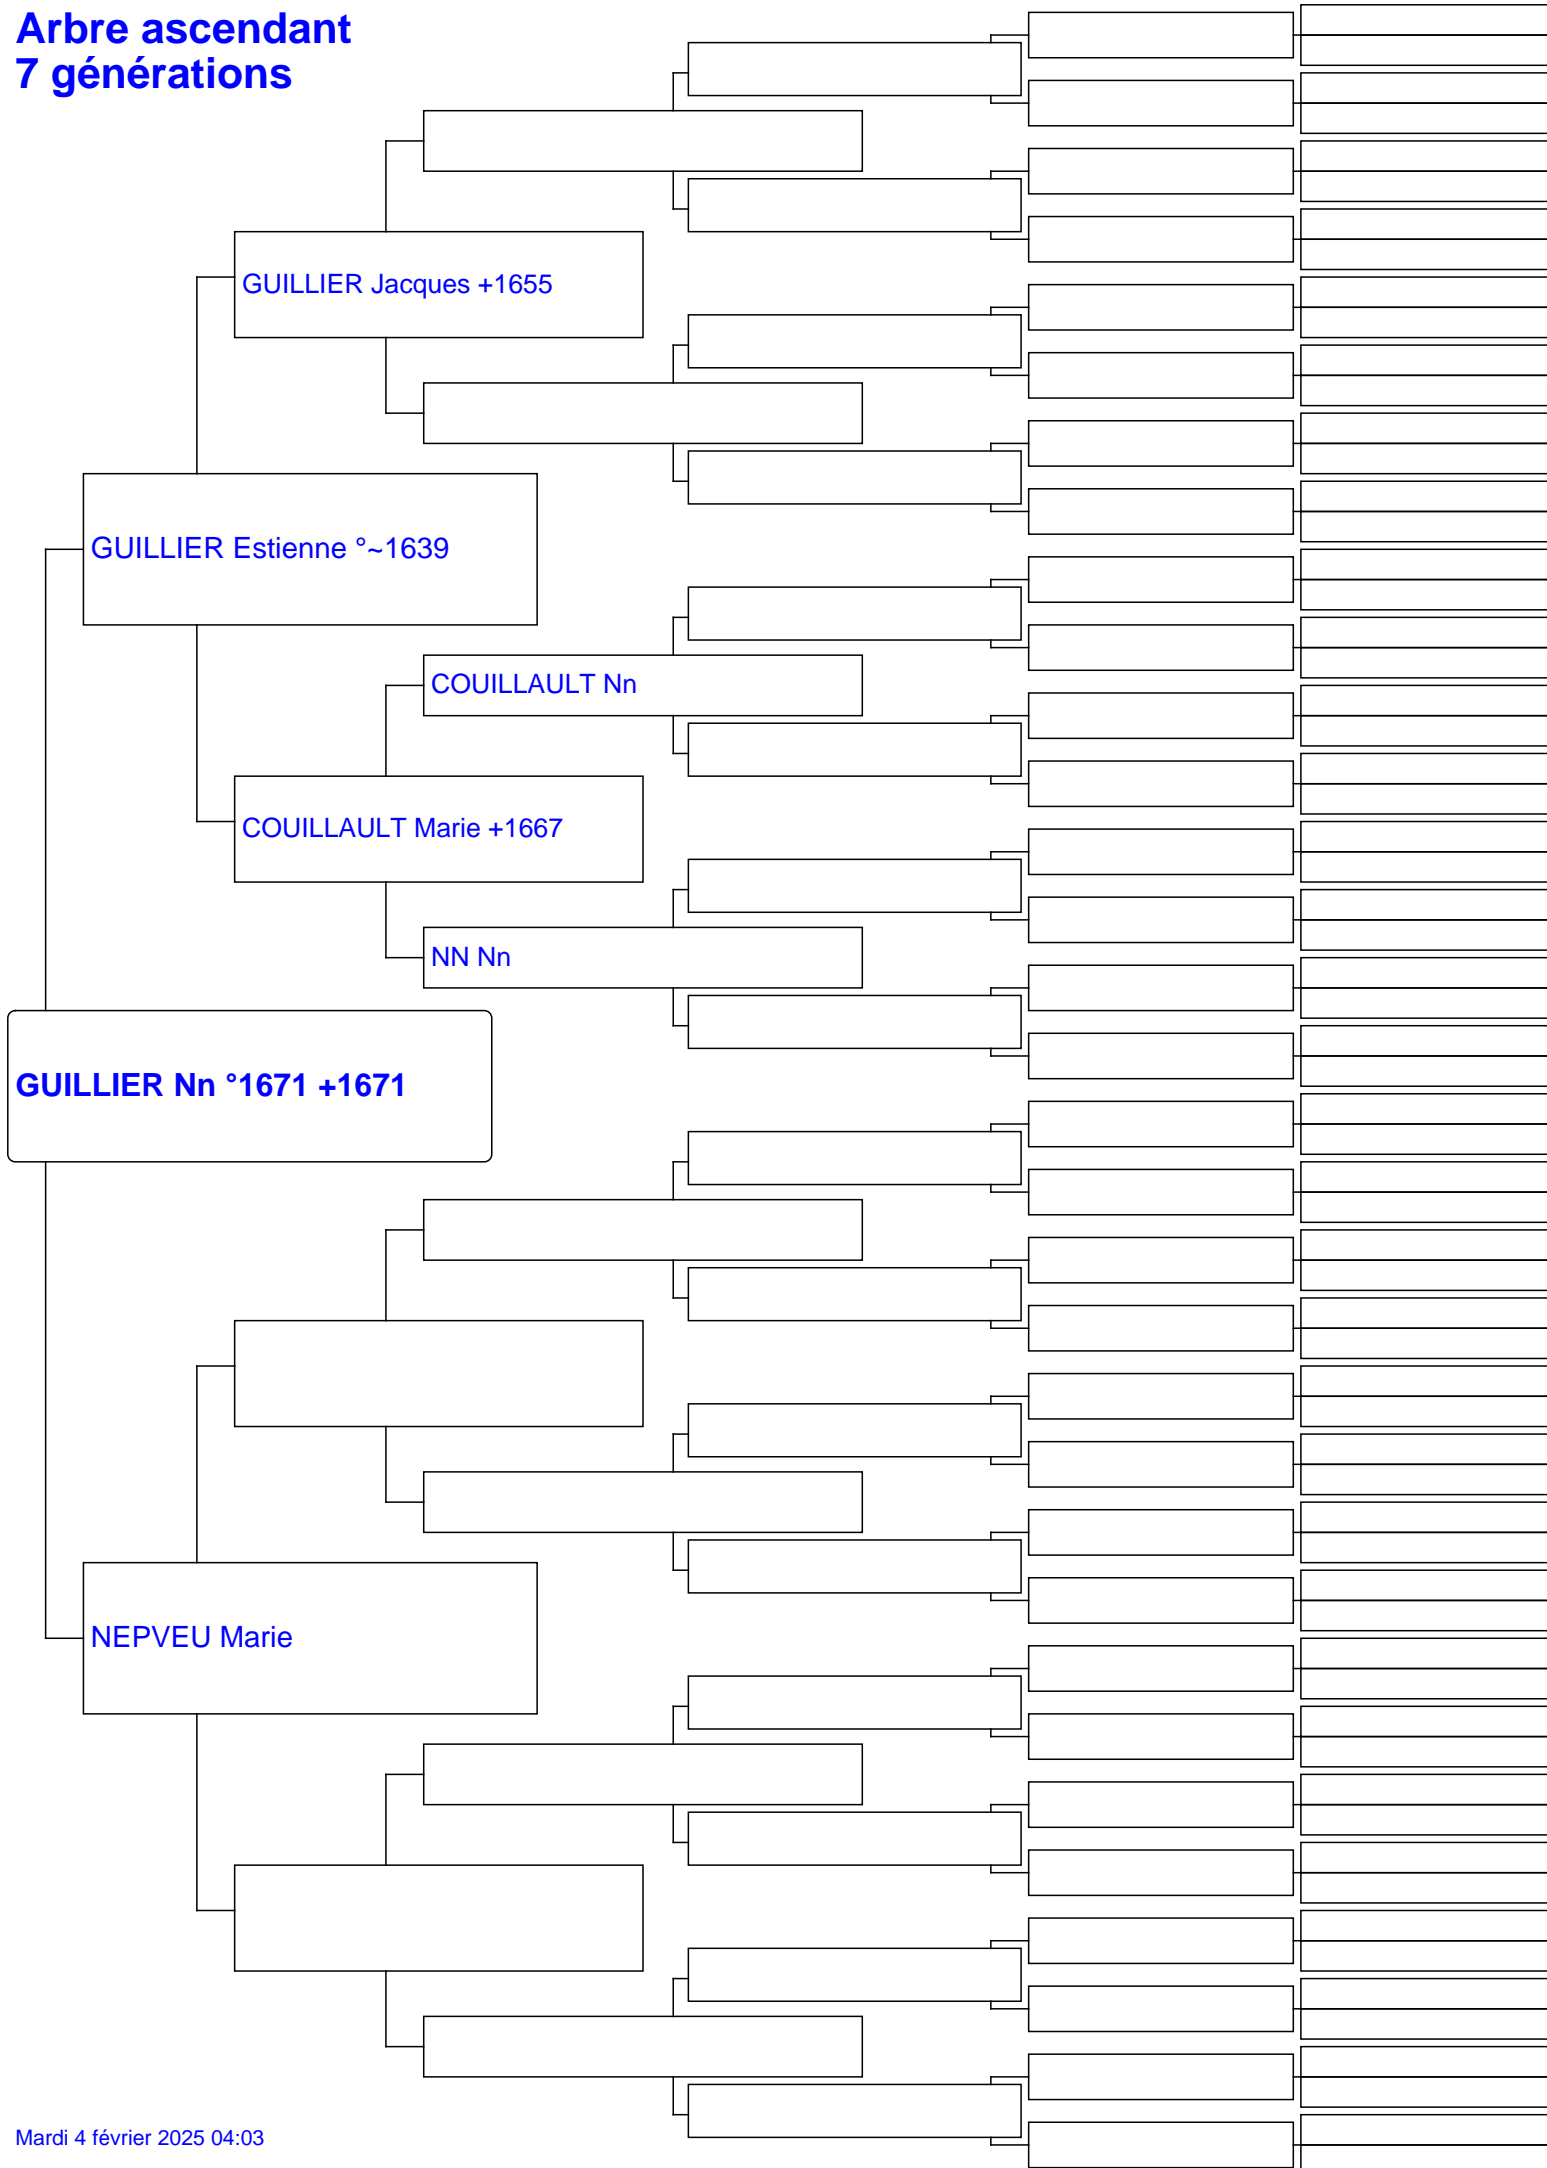 Arbre ascendant
7 générations
GUILLIER Jacques +1655
GUILLIER Estienne °~1639
COUILLAULT Nn
COUILLAULT Marie +1667
NN Nn
GUILLIER Nn °1671 +1671
NEPVEU Marie
Mardi 4 février 2025 04:03